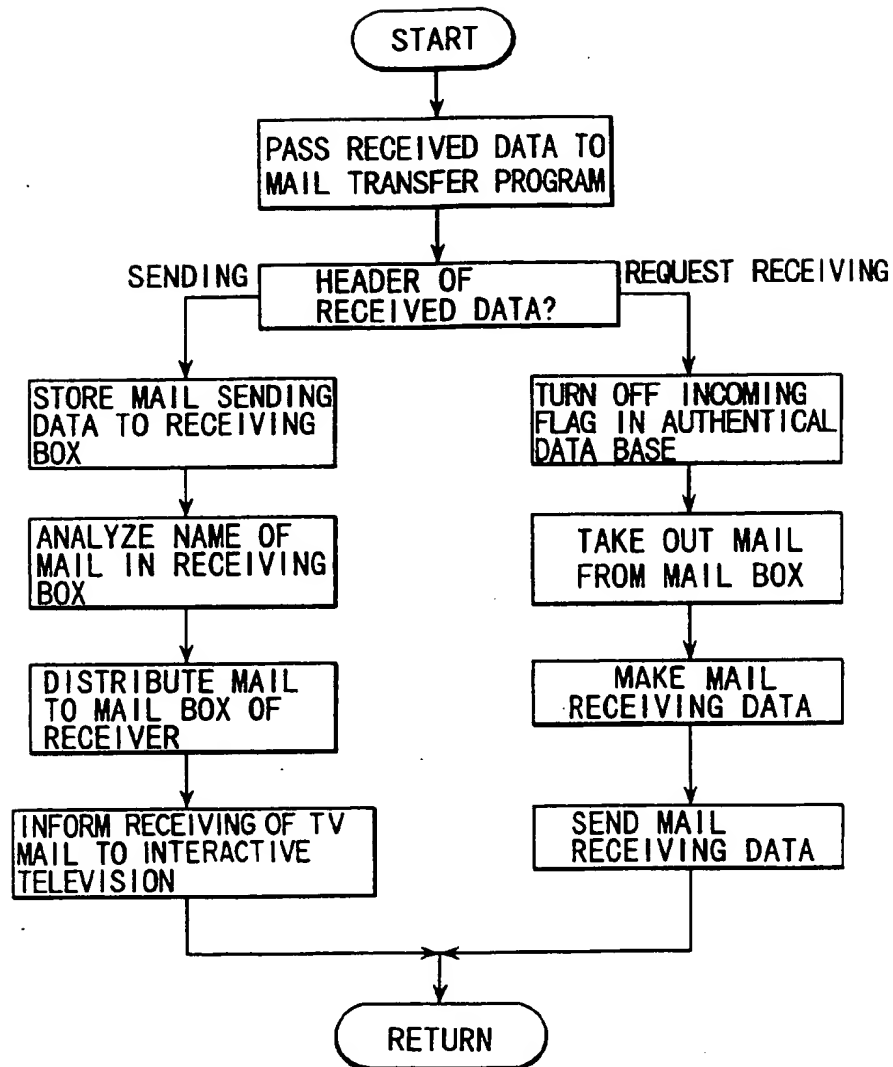 START
PASS RECEIVED DATA TO
MAIL TRANSFER PROGRAM
SENDING
HEADER OF
RECEIVED DATA?
REQUEST RECEIVING
STORE MAIL SENDING
DATA TO RECEIVING
BOX
ANALYZE NAME OF
MAIL IN RECEIVING
BOX
DISTRIBUTE MAIL
TO MAIL BOX OF
RECEIVER
INFORM RECEIVING OF TV
MAIL TO INTERACTIVE
TELEVISION
TURN OFF INCOMING
FLAG IN AUTHENTICAL
DATA BASE
TAKE OUT MAIL
FROM MAIL BOX
MAKE MAIL
RECEIVING DATA
SEND MAIL
RECEIVING DATA
RETURN